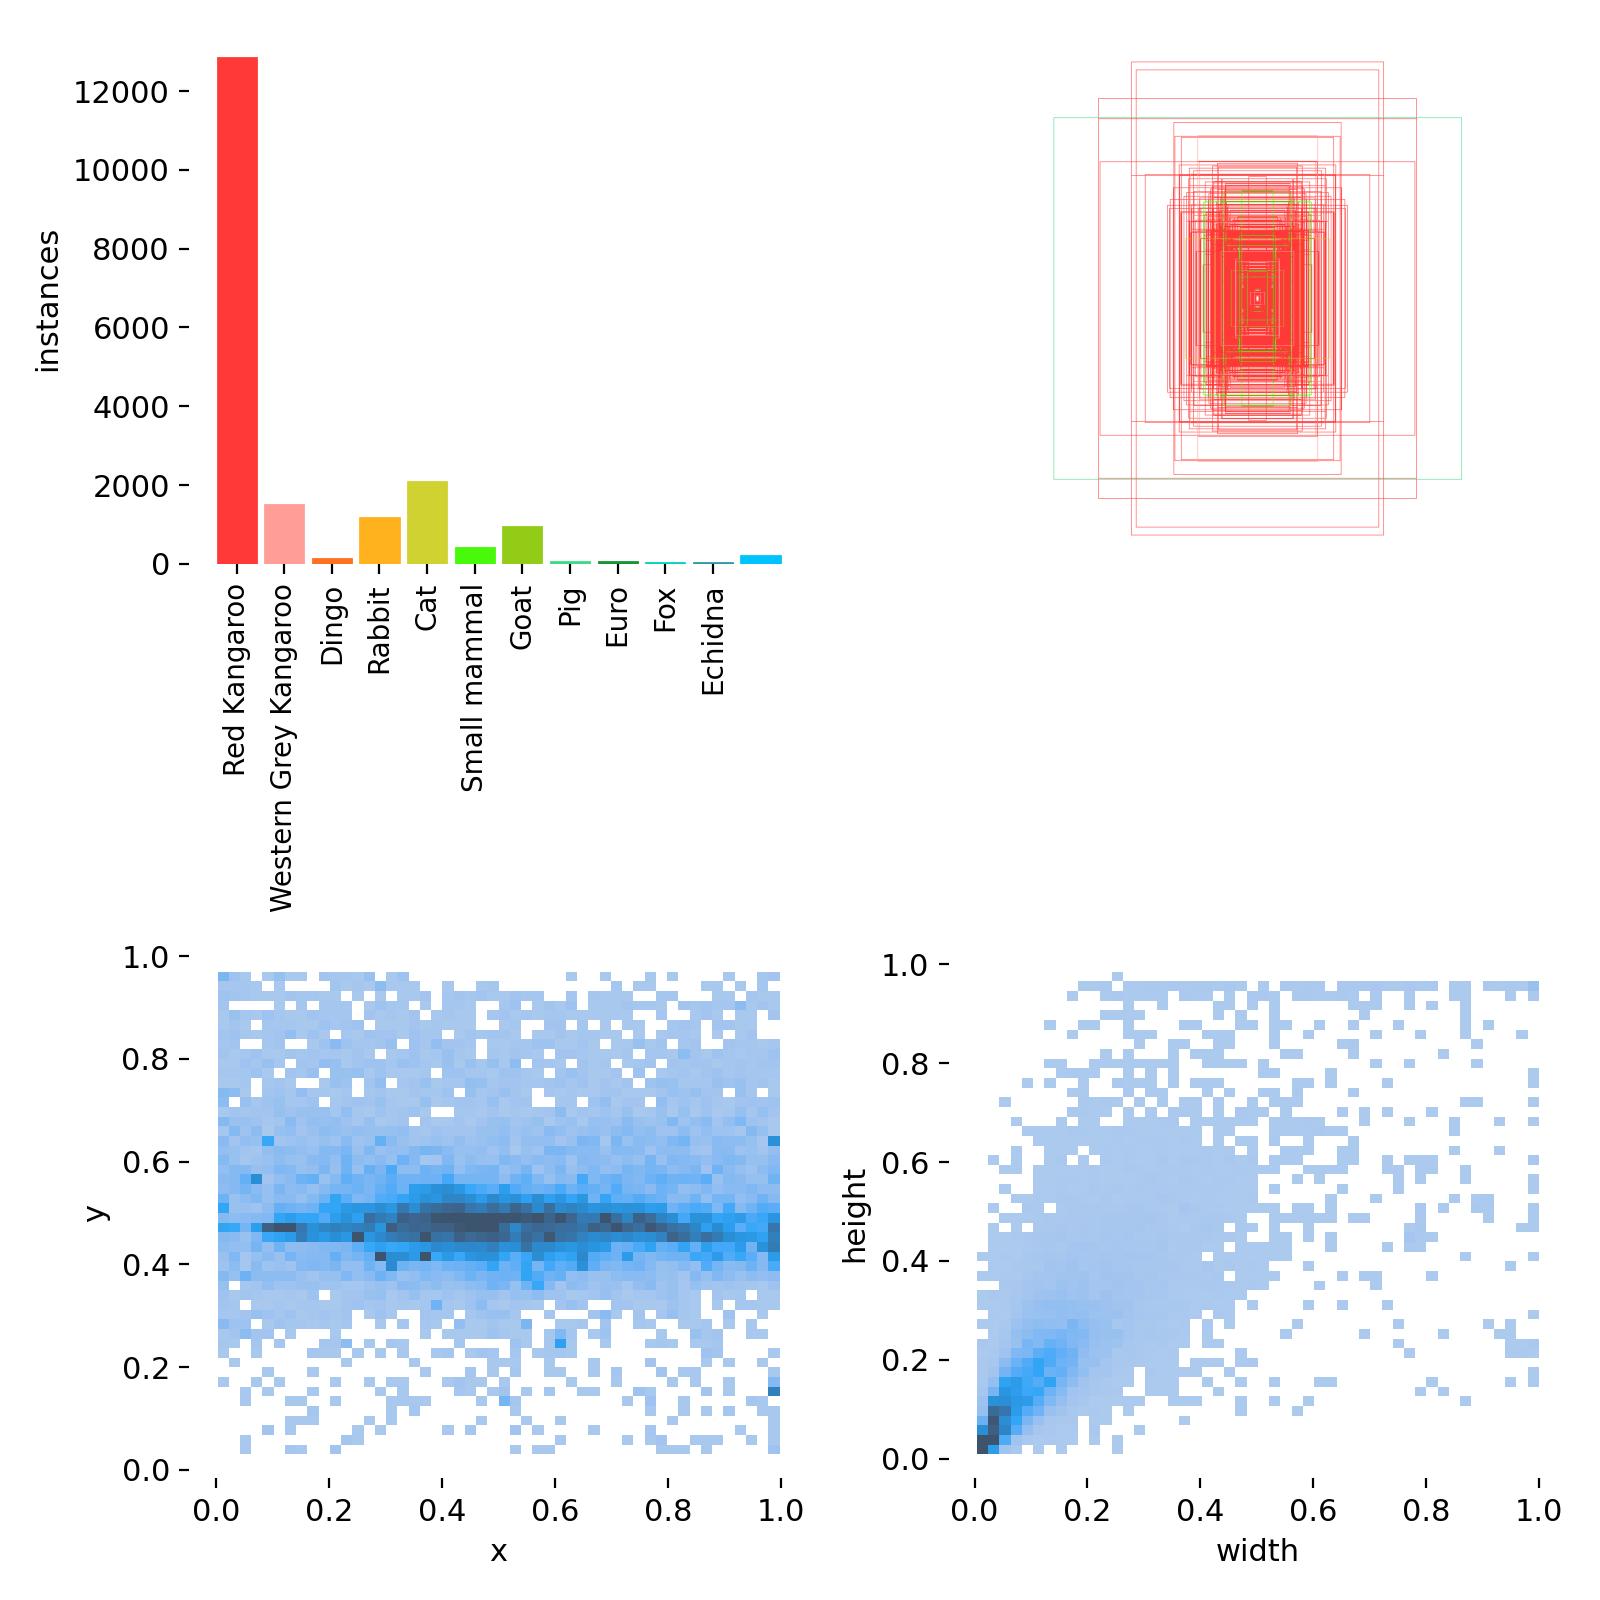 instances
12000
10000
8000
6000
4000
2000
0
Red Kangaroo
Western Grey Kangaroo
Dingo
Rabbit
Cat
Small mammal
Goat
Pig
Euro
Fox
Echidna
y
1.0
0.8
0.6
0.4
0.2
0.0
0.0 0.2 0.4 0.6 0.8 1.0
x
height
1.0
0.8
0.6
0.4
0.2
0.0
0.0 0.2 0.4 0.6 0.8 1.0
width